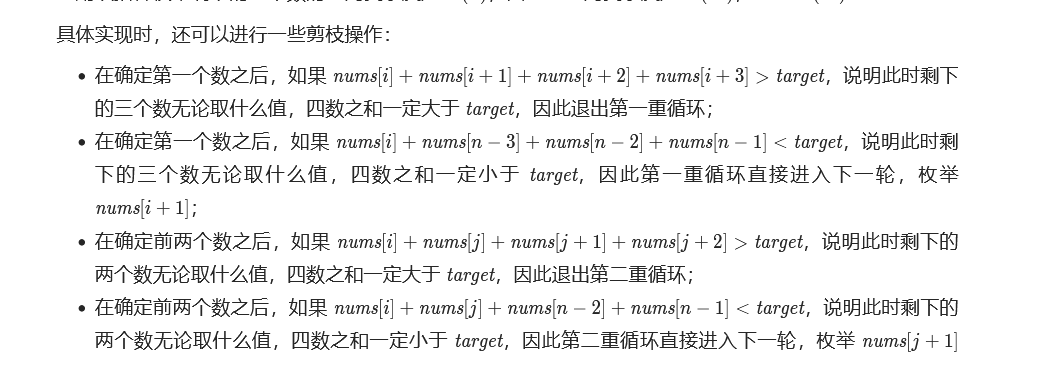 具体实现时，还可以进行一些剪枝操作：
• 在确定第一个数之后，如果 nums[i] + nums[i + 1] + nums[i + 2] + nums[i + 3] > target，说明此时剩下
的三个数无论取什么值，四数之和一定大于 target，因此退出第一重循环；
• 在确定第一个数之后，如果 nums[i] + nums[n − 3] + nums[n − 2] + nums[n − 1] < target，说明此时剩
下的三个数无论取什么值，四数之和一定小于 target，因此第一重循环直接进入下一轮，枚举
nums[i + 1]；
• 在确定前两个数之后，如果 nums[i] + nums[j] + nums[j + 1] + nums[j + 2] > target，说明此时剩下的
两个数无论取什么值，四数之和一定大于 target，因此退出第二重循环；
• 在确定前两个数之后，如果 nums[i] + nums[j] + nums[n − 2] + nums[n − 1] < target，说明此时剩下的
两个数无论取什么值，四数之和一定小于 target，因此第二重循环直接进入下一轮，枚举 nums[j + 1]